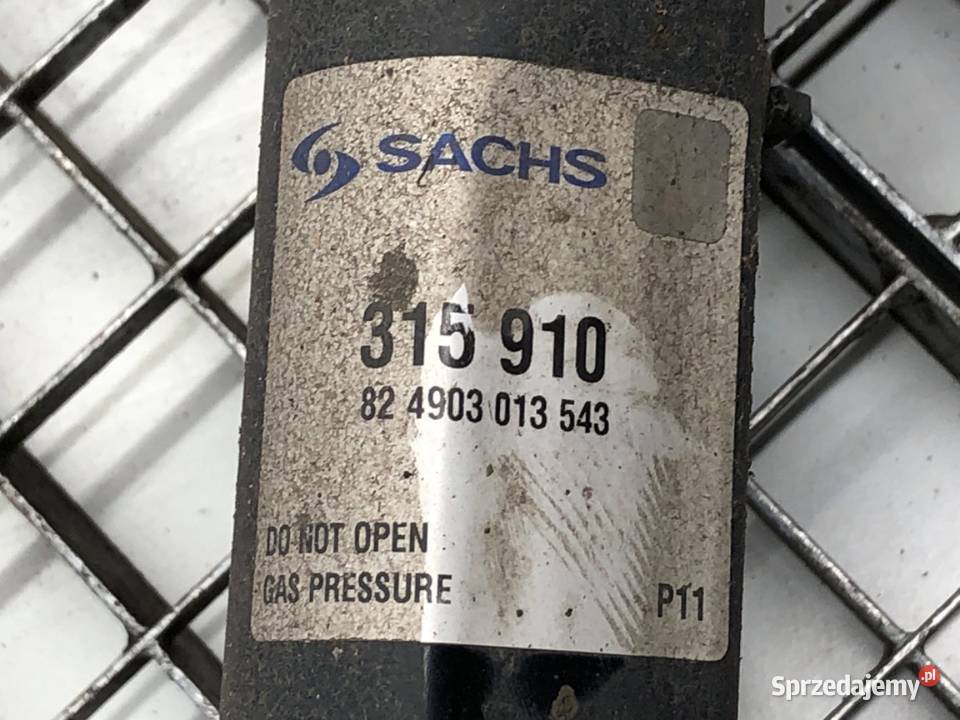 SACHS
315 910
82 4903 013 543
DO NOT OPEN
GAS PRESSURE
P11
Sprzedajemy.pl